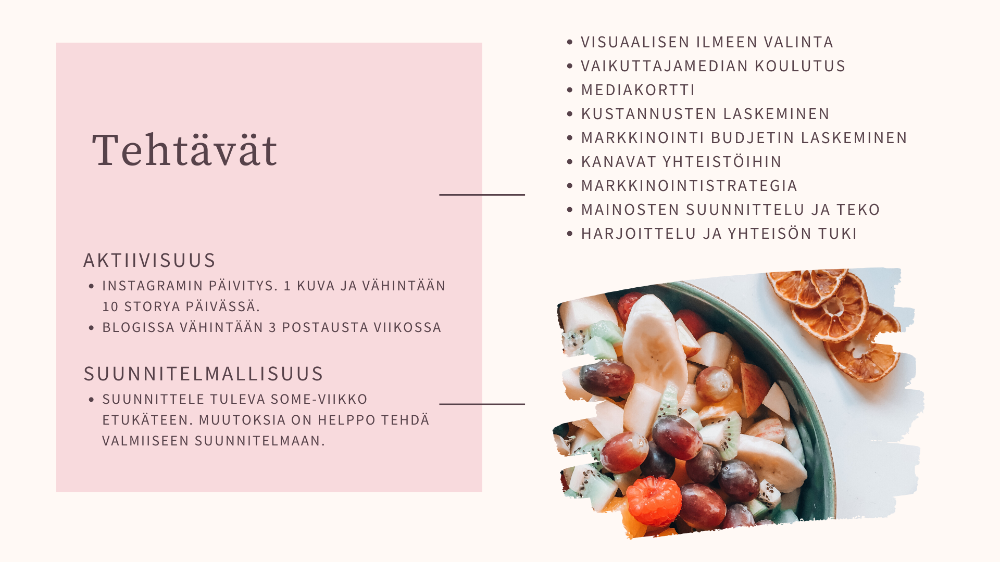 Tehtävät
AKTIIVISUUS
• INSTAGRAMIN PÄIVITYS. 1 KUVA JA VÄHINTÄÄN
10 STORYA PÄIVÄSSÄ.
• BLOGISSA VÄHINTÄÄN 3 POSTAUSTA VIIKOSSA
SUUNNITELMALLISUUS
• SUUNNITTELE TULEVA SOME-VIIKKO
ETUKÄTEEN. MUUTOKSIA ON HELPPO TEHDÄ
VALMIISEEN SUUNNITELMAAN.
• VISUAALISEN ILMEEN VALINTA
• VAIKUTTAJAMEDIAN KOULUTUS
• MEDIAKORTTI
• KUSTANNUSTEN LASKEMINEN
• MARKKINOINTI BUDJETIN LASKEMINEN
• KANAVAT YHTEISTÖIHIN
• MARKKINOINTISTRATEGIA
• MAINOSTEN SUUNNITTELU JA TEKO
• HARJOITTELU JA YHTEISÖN TUKI